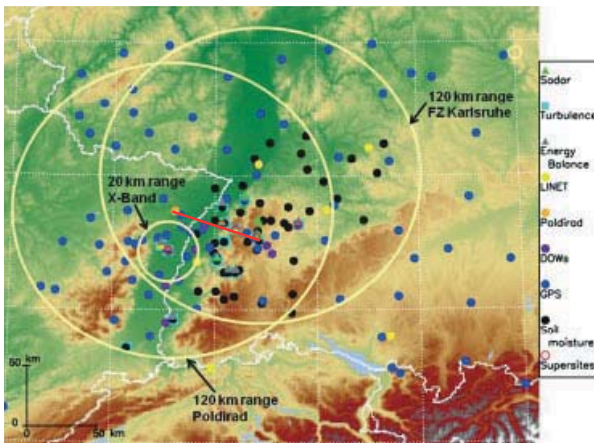 120 km range
FZ Karlsruhe
20 km range
X-Band
120 km range
Poldirad
50 km
0
50 km
Sodar
Turbulence
Energy
Balance
LINET
Poldirad
DOWs
GPS
Soil
moisture
Supersites